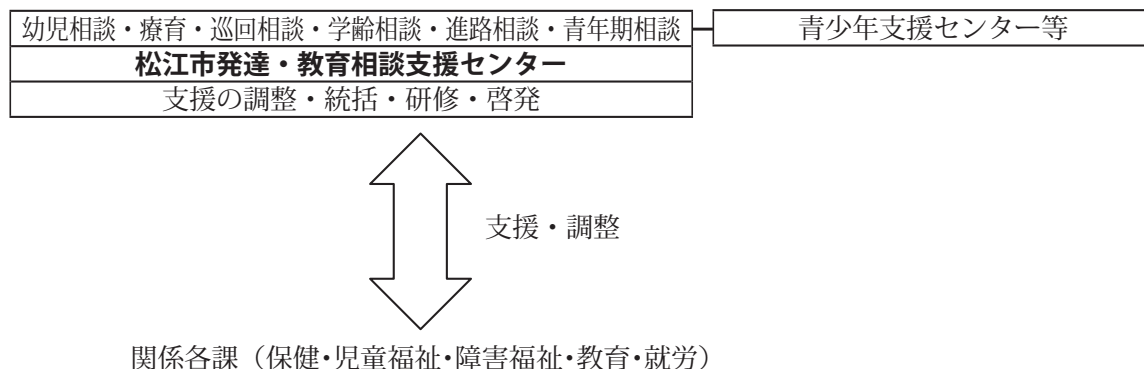 幼児相談・療育・巡回相談・学齢相談・進路相談・青年期相談
青少年支援センター等
松江市発達・教育相談支援センター
支援の調整・統括・研修・啓発
支援・調整
関係各課（保健･児童福祉･障害福祉･教育･就労）